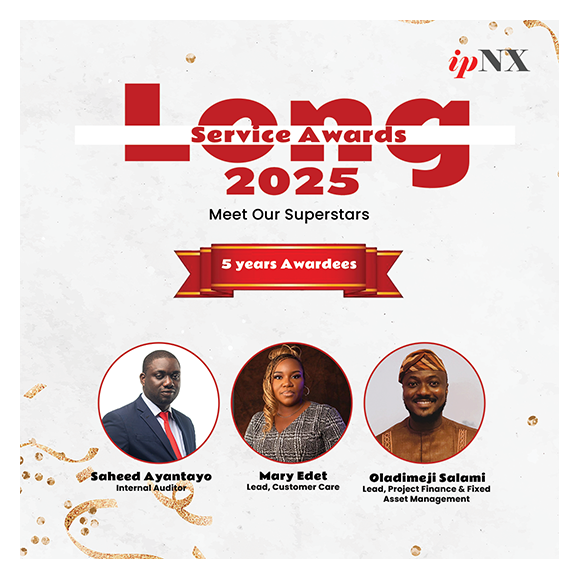 ipNX
Long
Service Awards
2025
Meet Our Superstars
5 years Awardees
Saheed Ayantayo
Internal Auditor
Mary Edet
Lead, Customer Care
Oladimeji Salami
Lead, Project Finance & Fixed
Asset Management